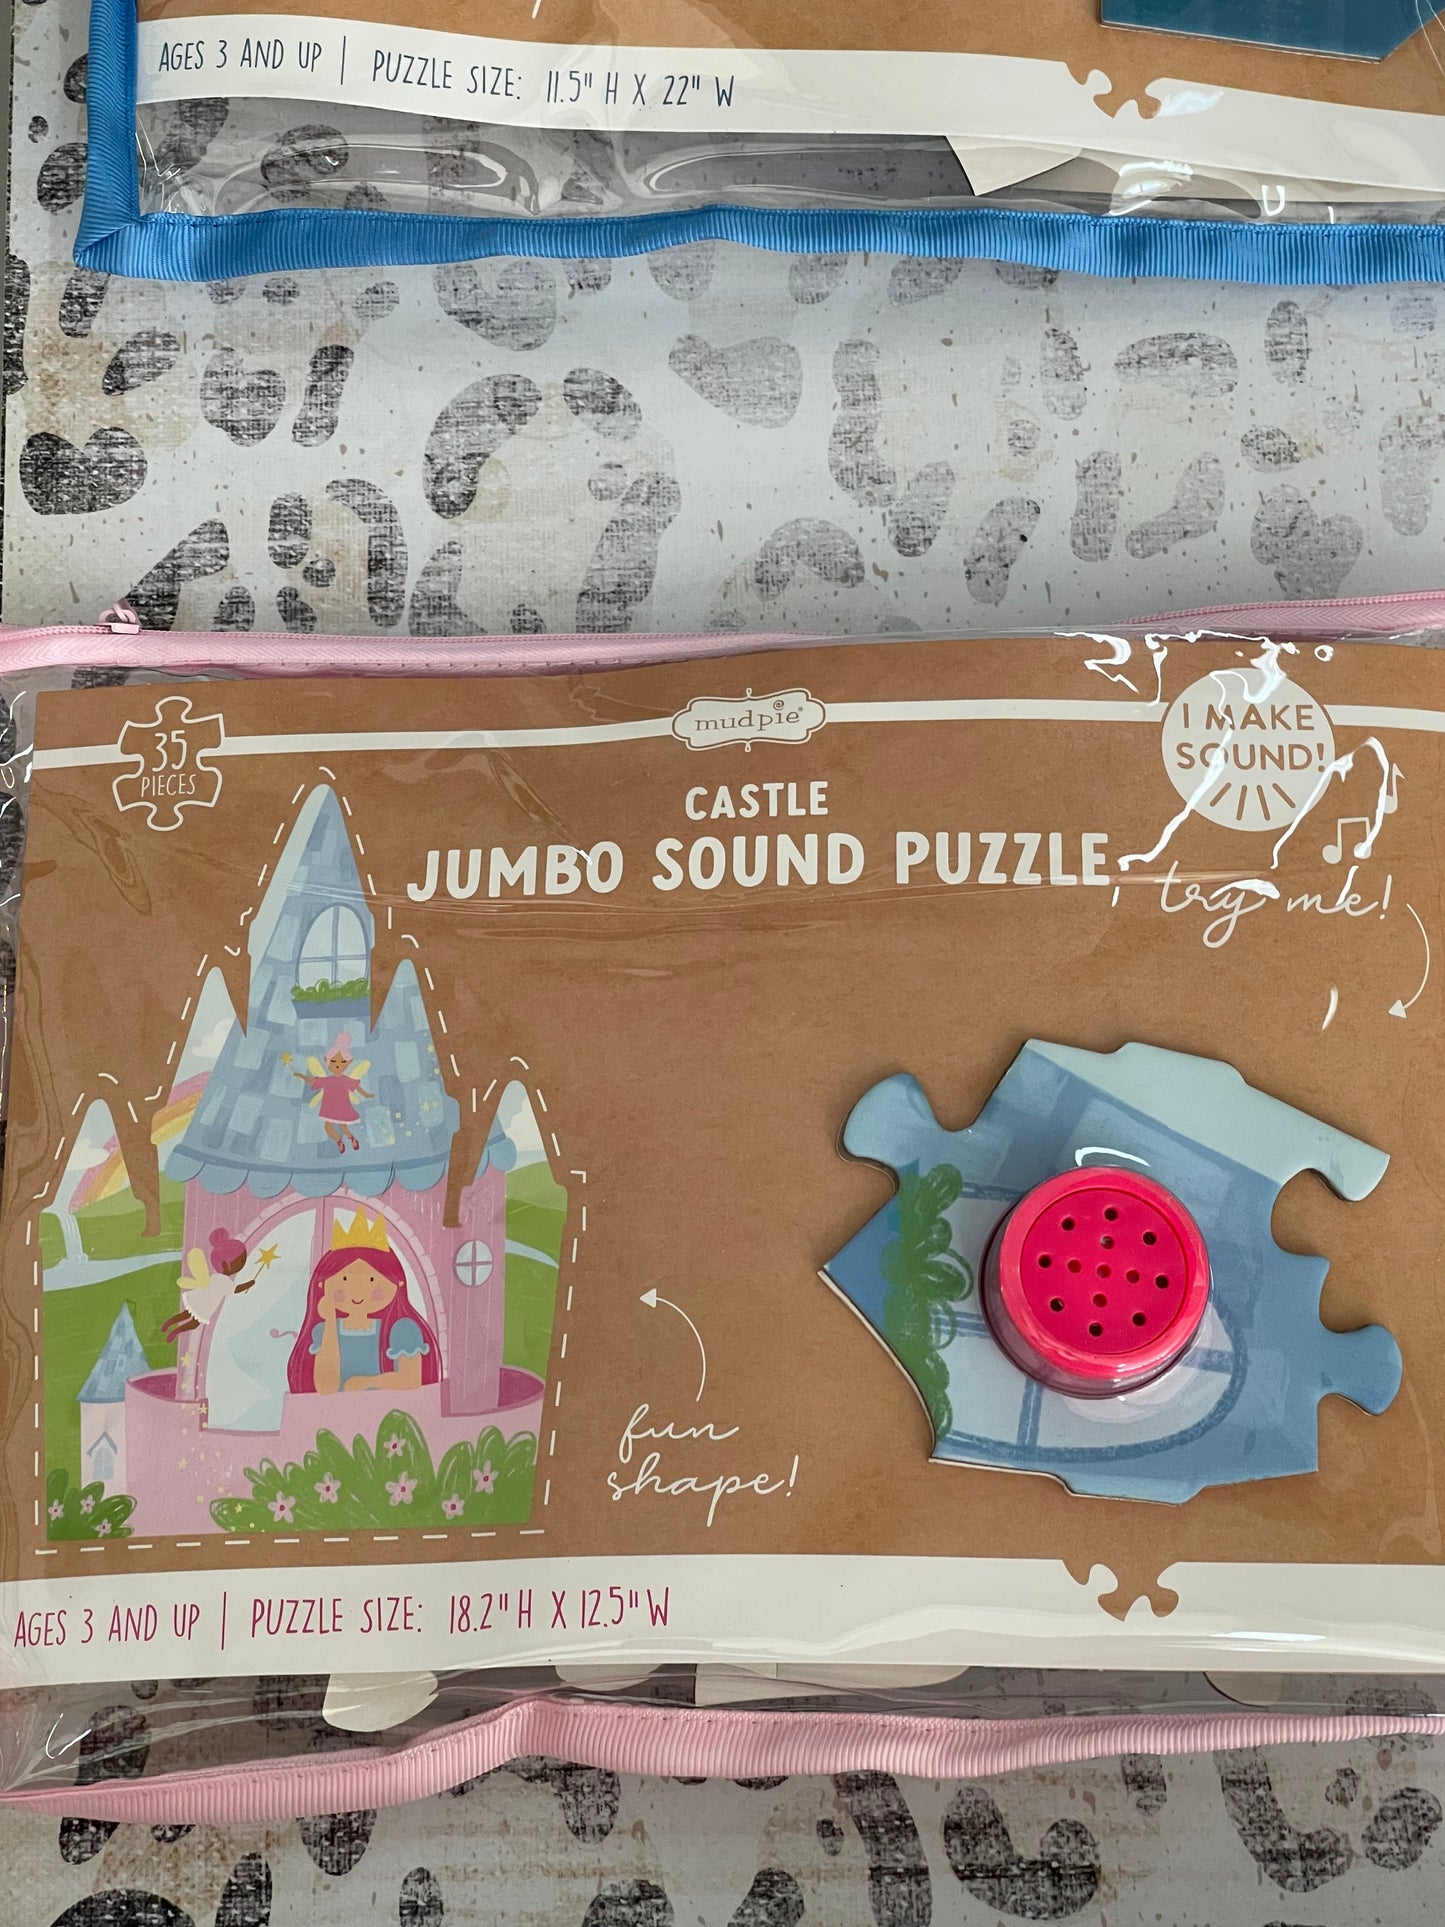 AGES 3 AND UP | PUZZLE SIZE: 11.5" H X 22" W
35
PIECES
mudpie
I MAKE
SOUND!
CASTLE
JUMBO SOUND PUZZLE
try me!
fun
shape!
AGES 3 AND UP | PUZZLE SIZE: 18.2" H X 12.5" W